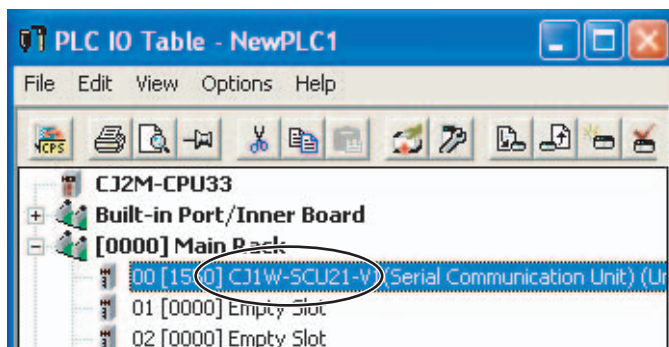 PLC IO Table - NewPLC1
File Edit View Options Help
CPS
CJ2M-CPU33
Built-in Port/Inner Board
[0000] Main Rack
00 [1500] CJ1W-SCU21-V1(Serial Communication Unit) (Un
01 [0000] Empty Slot
02 [0000] Empty Slot